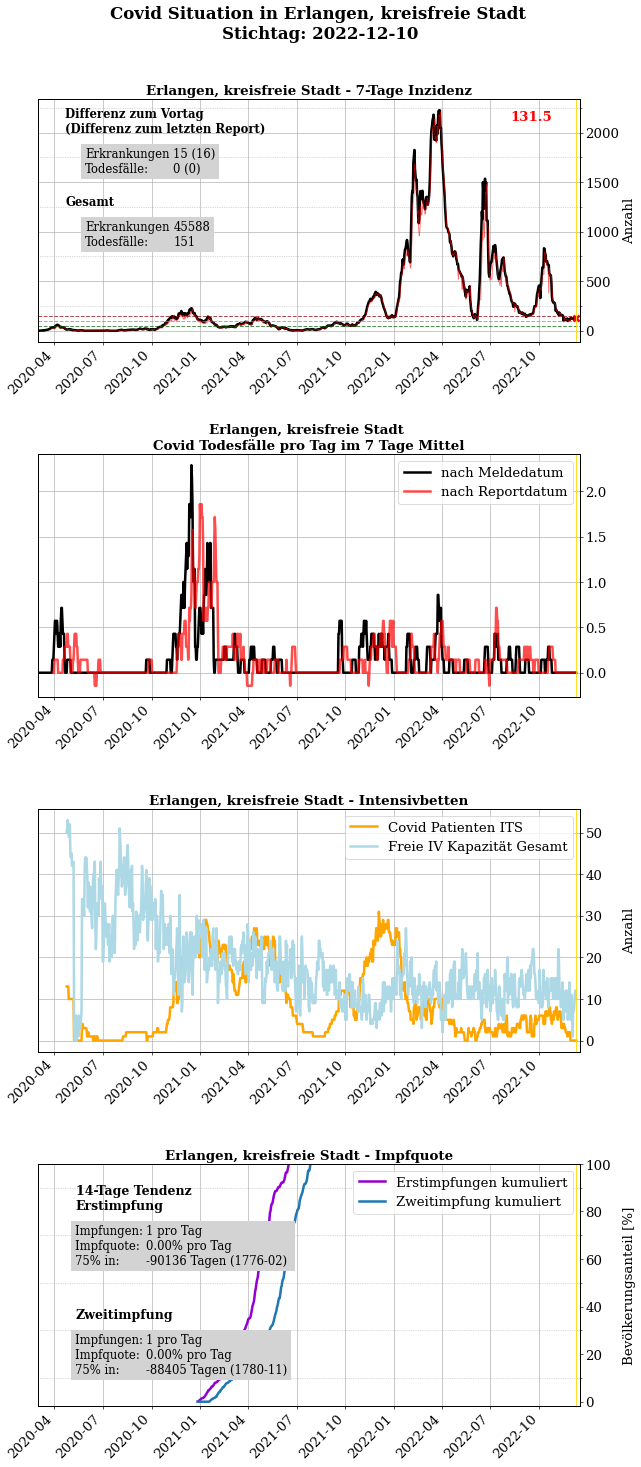 Covid Situation in Erlangen, kreisfreie Stadt
Stichtag: 2022-12-10
Erlangen, kreisfreie Stadt - 7-Tage Inzidenz
Differenz zum Vortag
(Differenz zum letzten Report)
Erkrankungen 15 (16)
Todesfälle: 0 (0)
Gesamt
Erkrankungen 45588
Todesfälle: 151
131.5
2000
1500
1000
500
0
Anzahl
2020-04 2020-07 2020-10 2021-01 2021-04 2021-07 2021-10 2022-01 2022-04 2022-07 2022-10
Erlangen, kreisfreie Stadt
Covid Todesfälle pro Tag im 7 Tage Mittel
nach Meldedatum
nach Reportdatum
2.0
1.5
1.0
0.5
0.0
2020-04 2020-07 2020-10 2021-01 2021-04 2021-07 2021-10 2022-01 2022-04 2022-07 2022-10
Erlangen, kreisfreie Stadt - Intensivbetten
Covid Patienten ITS
Freie IV Kapazität Gesamt
50
40
30
20
10
0
Anzahl
2020-04 2020-07 2020-10 2021-01 2021-04 2021-07 2021-10 2022-01 2022-04 2022-07 2022-10
Erlangen, kreisfreie Stadt - Impfquote
14-Tage Tendenz
Erstimpfung
Impfungen: 1 pro Tag
Impfquote: 0.00% pro Tag
75% in: -90136 Tagen (1776-02)
Zweitimpfung
Impfungen: 1 pro Tag
Impfquote: 0.00% pro Tag
75% in: -88405 Tagen (1780-11)
Erstimpfungen kumuliert
Zweitimpfung kumuliert
100
80
60
40
20
0
Bevölkerungsanteil [%]
2020-04 2020-07 2020-10 2021-01 2021-04 2021-07 2021-10 2022-01 2022-04 2022-07 2022-10